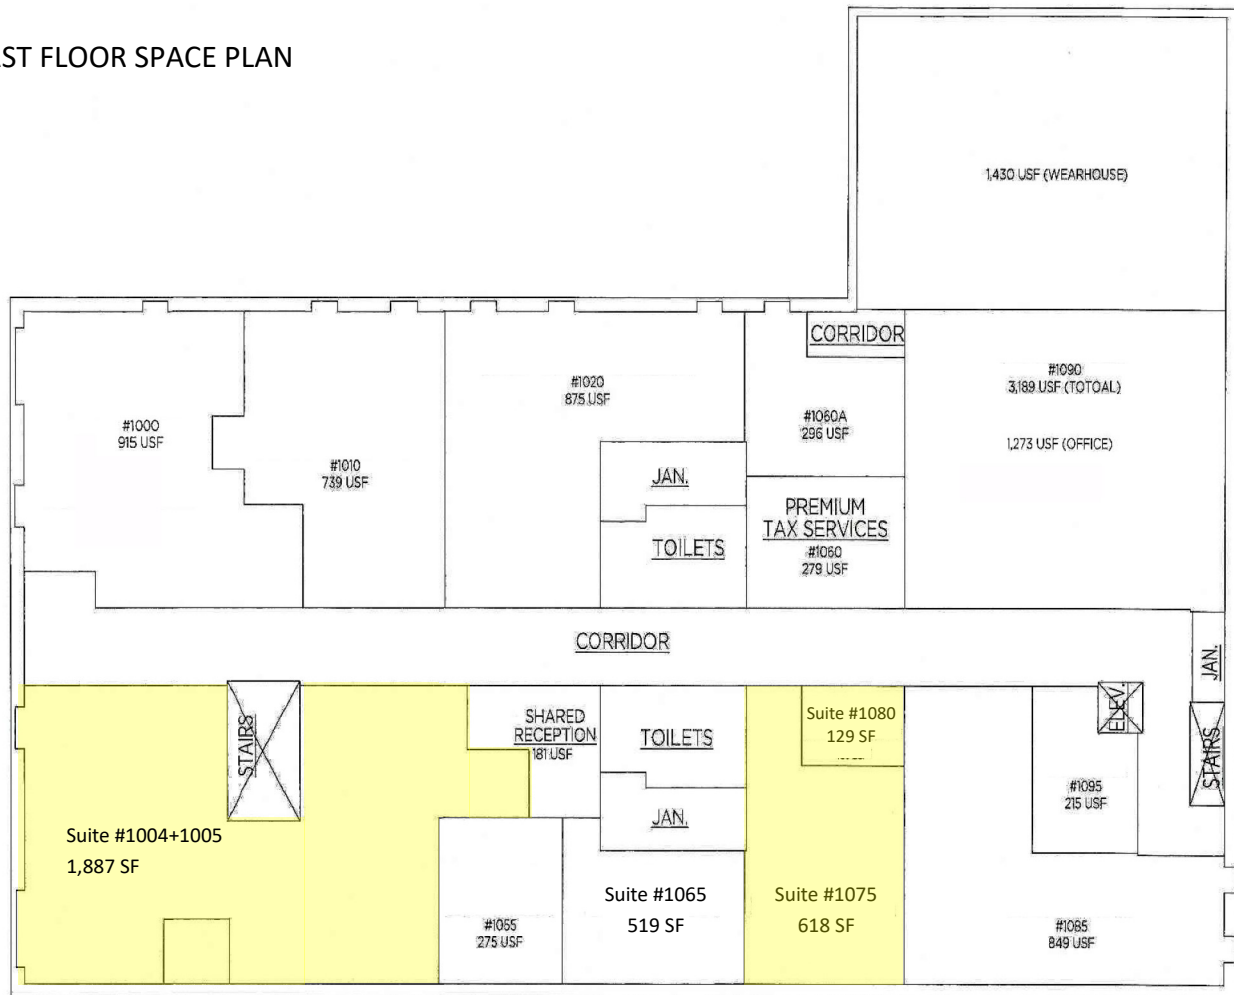 ST FLOOR SPACE PLAN
1,430 USF (WEARHOUSE)
CORRIDOR
#1090
3,189 USF (TOTOAL)
1,273 USF (OFFICE)
#1020
875 USF
#1000
915 USF
#1060A
296 USF
#1010
739 USF
JAN.
PREMIUM
TAX SERVICES
#1060
279 USF
TOILETS
CORRIDOR
JAN.
STAIRS
SHARED
RECEPTION
181 USF
TOILETS
Suite #1080
129 SF
ELEV.
STAIRS
#1095
215 USF
JAN.
Suite #1004+1005
1,887 SF
Suite #1065
519 SF
Suite #1075
618 SF
#1055
275 USF
#1085
849 USF